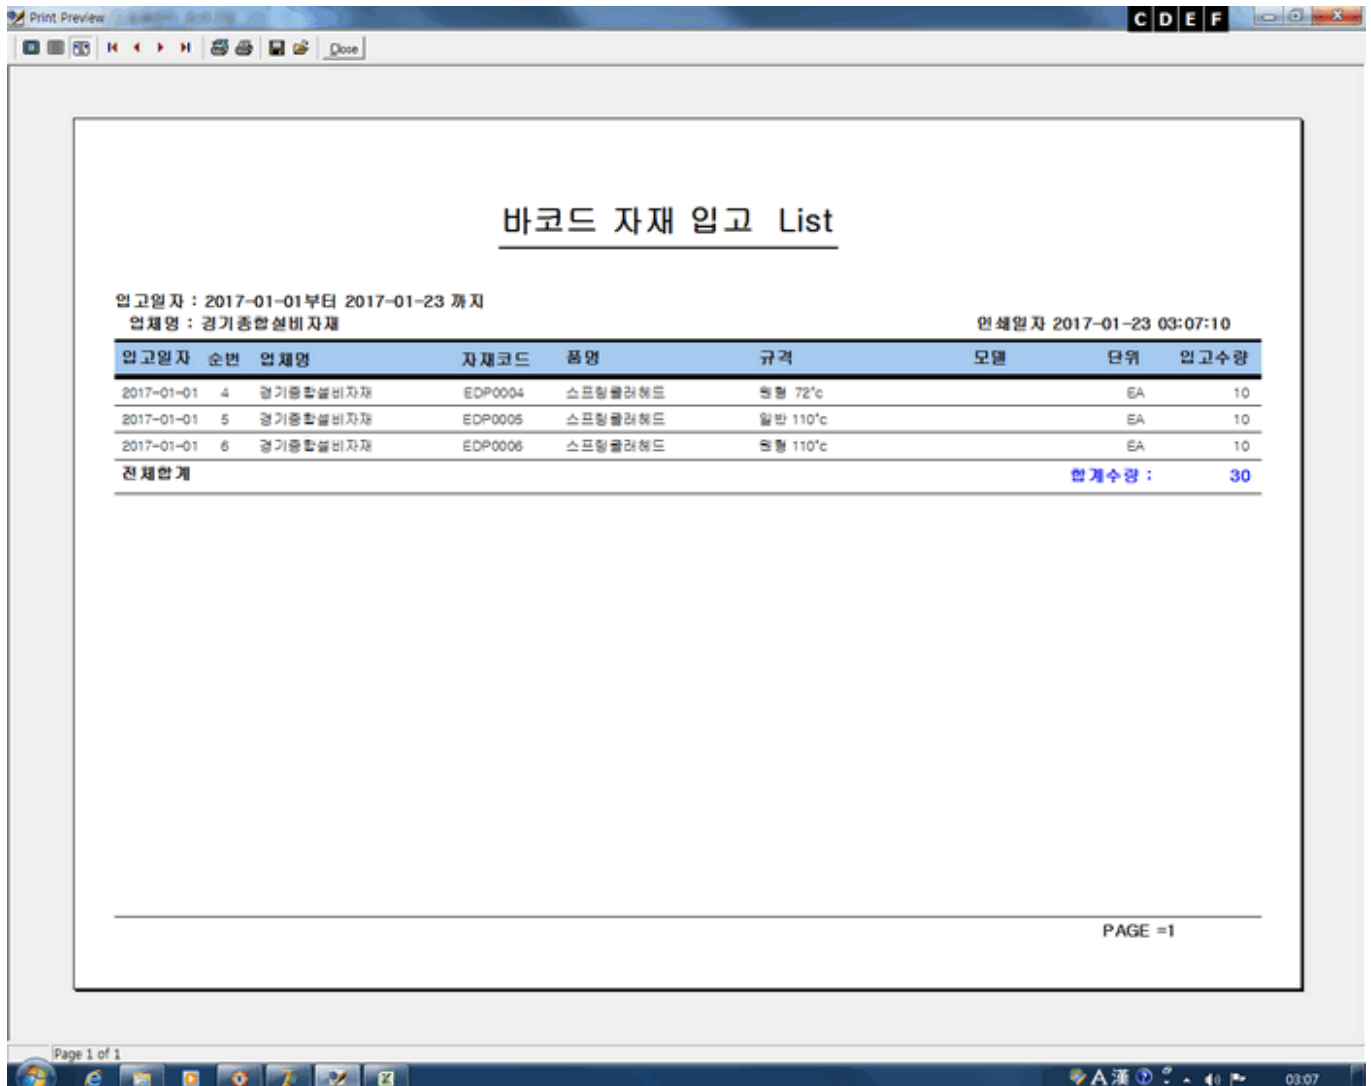 Print Preview
C D E F
Close
바코드 자재 입고 List
입고일자 : 2017-01-01부터 2017-01-23 까지
업체명 : 경기종합설비자재
인쇄일자 2017-01-23 03:07:10
입고일자 순번 업체명 자재코드 품명 규격 모델 단위 입고수량
2017-01-01 4 경기종합설비자재 EDP0004 스프링쿨러헤드 원형 72°c EA 10
2017-01-01 5 경기종합설비자재 EDP0005 스프링쿨러헤드 일반 110°c EA 10
2017-01-01 6 경기종합설비자재 EDP0006 스프링쿨러헤드 원형 110°c EA 10
전체합계 합계수량 : 30
PAGE =1
Page 1 of 1
A 漢 03:07